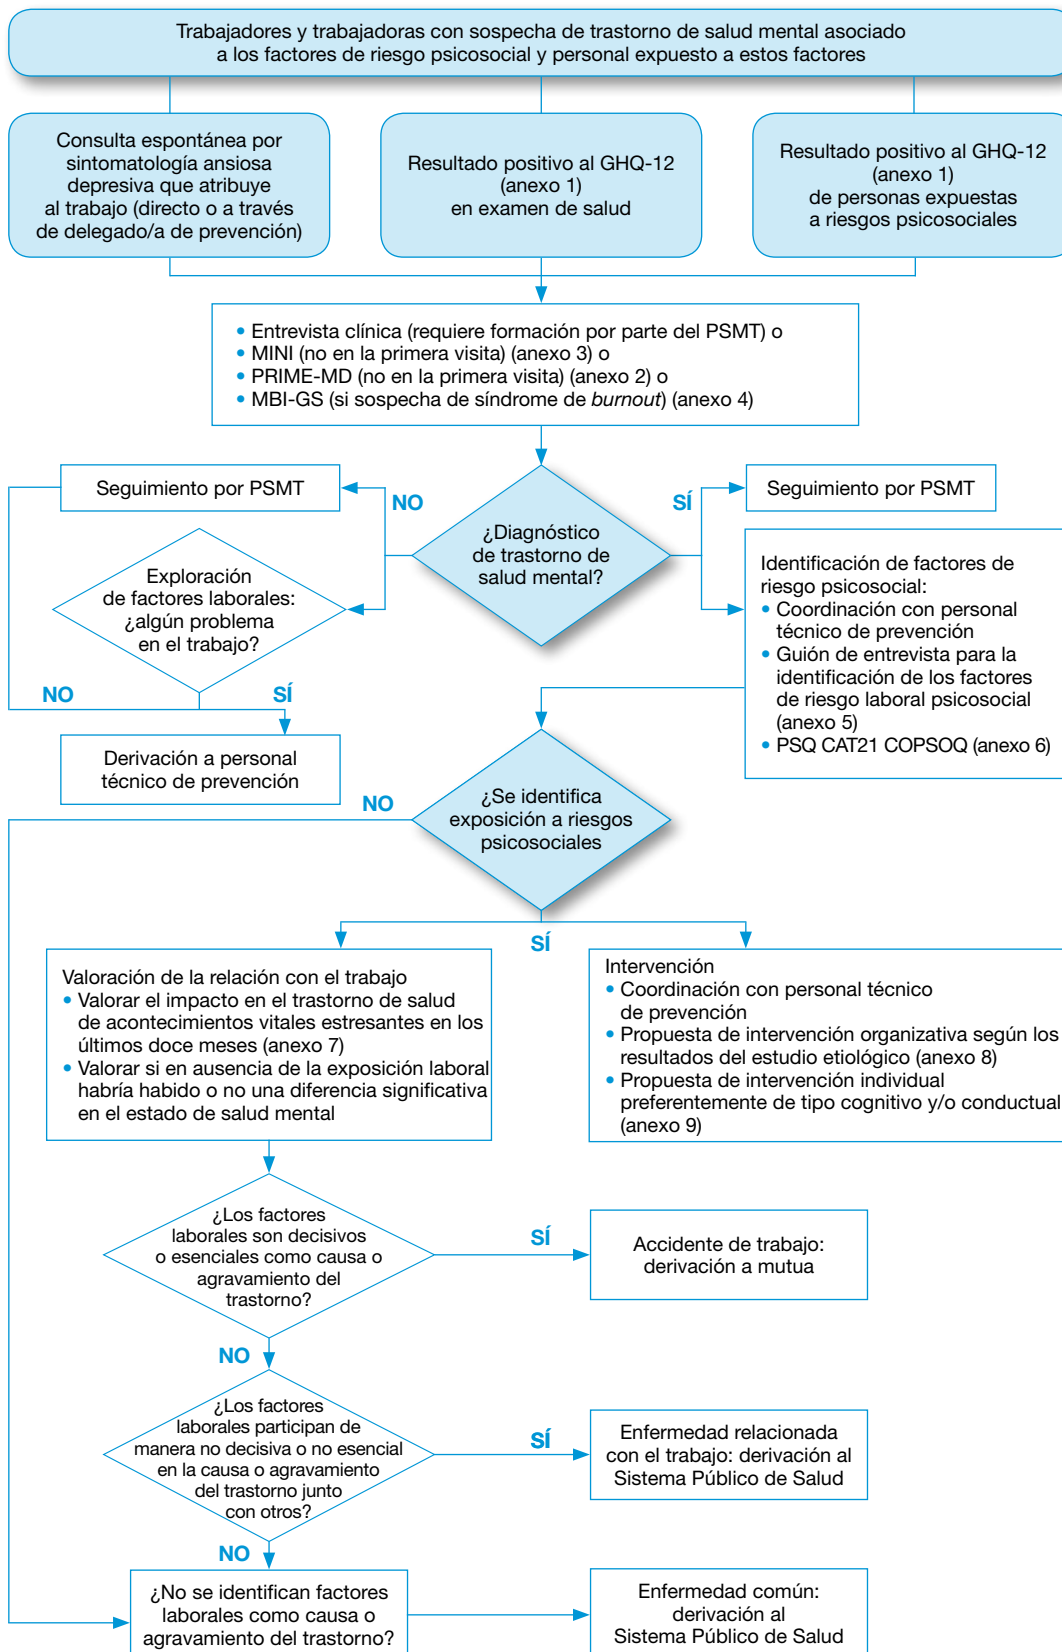 Trabajadores y trabajadoras con sospecha de trastorno de salud mental asociado
a los factores de riesgo psicosocial y personal expuesto a estos factores
Consulta espontánea por
sintomatología ansiosa
depresiva que atribuye
al trabajo (directo o a través
de delegado/a de prevención)
Resultado positivo al GHQ-12
(anexo 1)
en examen de salud
Resultado positivo al GHQ-12
(anexo 1)
de personas expuestas
a riesgos psicosociales
• Entrevista clínica (requiere formación por parte del PSMT) o
• MINI (no en la primera visita) (anexo 3) o
• PRIME-MD (no en la primera visita) (anexo 2) o
• MBI-GS (si sospecha de síndrome de burnout) (anexo 4)
¿Diagnóstico
de trastorno de
salud mental?
NO
SÍ
Seguimiento por PSMT
Seguimiento por PSMT
Exploración
de factores laborales:
¿algún problema
en el trabajo?
NO
SÍ
Derivación a personal
técnico de prevención
Identificación de factores de
riesgo psicosocial:
• Coordinación con personal
técnico de prevención
• Guión de entrevista para la
identificación de los factores
de riesgo laboral psicosocial
(anexo 5)
• PSQ CAT21 COPSOQ (anexo 6)
¿Se identifica
exposición a riesgos
psicosociales
NO
SÍ
Valoración de la relación con el trabajo
• Valorar el impacto en el trastorno de salud
de acontecimientos vitales estresantes en los
últimos doce meses (anexo 7)
• Valorar si en ausencia de la exposición laboral
habría habido o no una diferencia significativa
en el estado de salud mental
Intervención
• Coordinación con personal técnico
de prevención
• Propuesta de intervención organizativa según los
resultados del estudio etiológico (anexo 8)
• Propuesta de intervención individual
preferentemente de tipo cognitivo y/o conductual
(anexo 9)
¿Los factores
laborales son decisivos
o esenciales como causa o
agravamiento del
trastorno?
SÍ
Accidente de trabajo:
derivación a mutua
NO
¿Los factores
laborales participan de
manera no decisiva o no esencial
en la causa o agravamiento
del trastorno junto
con otros?
SÍ
Enfermedad relacionada
con el trabajo: derivación al
Sistema Público de Salud
NO
¿No se identifican factores
laborales como causa o
agravamiento del trastorno?
Enfermedad común:
derivación al
Sistema Público de Salud